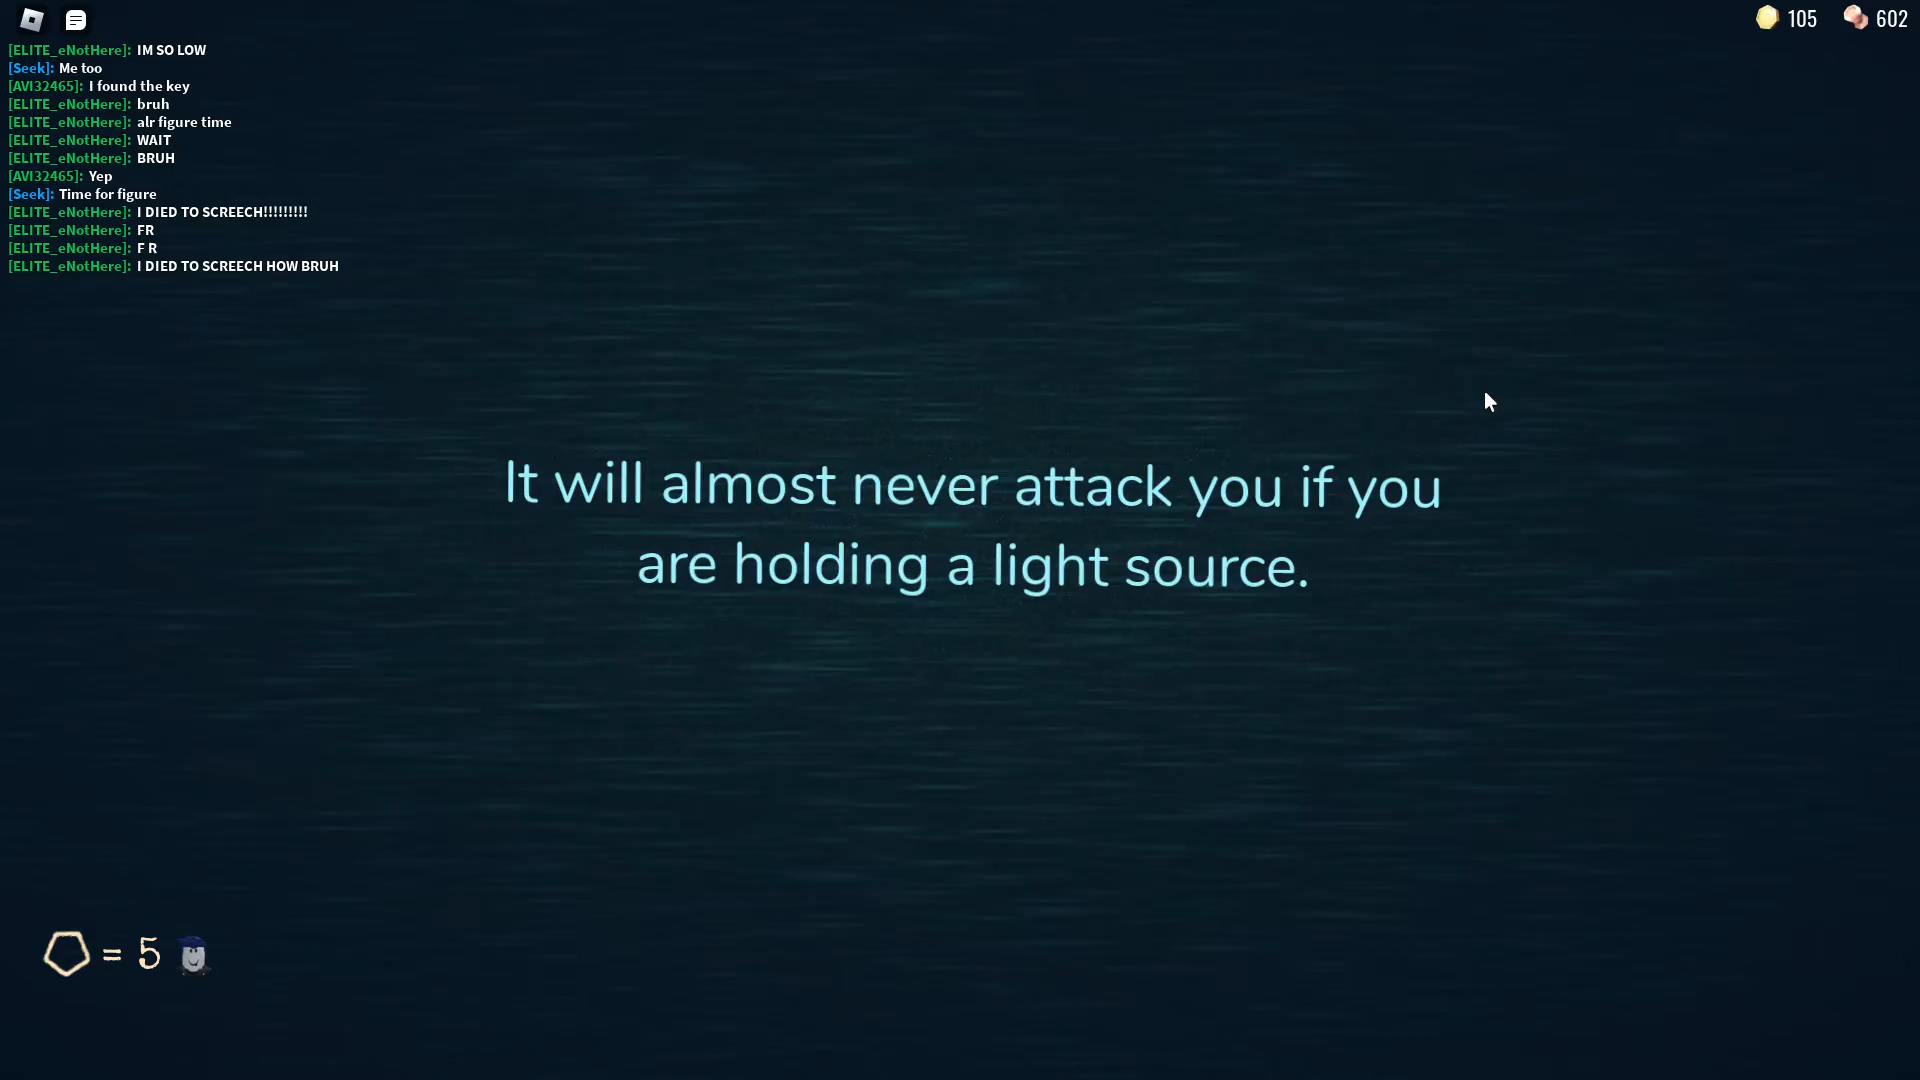 105 602
[ELITE_eNotHere]: IM SO LOW
[Seek]: Me too
[AVI32465]: I found the key
[ELITE_eNotHere]: bruh
[ELITE_eNotHere]: alr figure time
[ELITE_eNotHere]: WAIT
[ELITE_eNotHere]: BRUH
[AVI32465]: Yep
[Seek]: Time for figure
[ELITE_eNotHere]: I DIED TO SCREECH!!!!!!!!!
[ELITE_eNotHere]: FR
[ELITE_eNotHere]: F R
[ELITE_eNotHere]: I DIED TO SCREECH HOW BRUH
It will almost never attack you if you
are holding a light source.
= 5